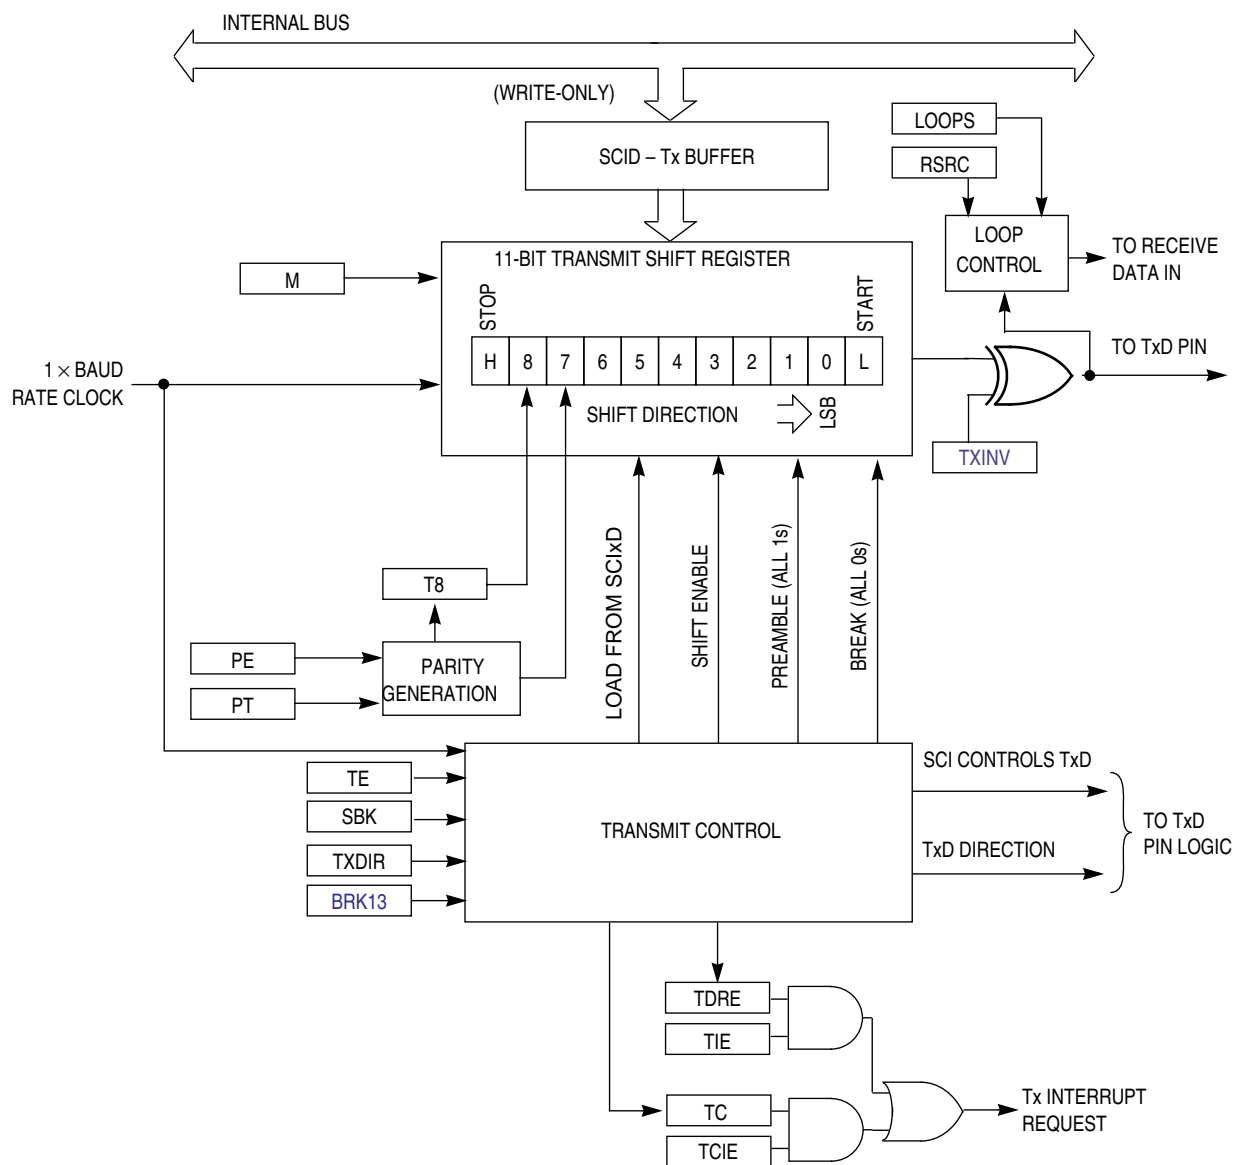 INTERNAL BUS
(WRITE-ONLY)
SCID – Tx BUFFER
LOOPS
RSRC
LOOP
CONTROL
TO RECEIVE
DATA IN
11-BIT TRANSMIT SHIFT REGISTER
M
STOP
START
H 8 7 6 5 4 3 2 1 0 L
1 × BAUD
RATE CLOCK
SHIFT DIRECTION
LSB
TO TxD PIN
TXINV
LOAD FROM SCIxD
SHIFT ENABLE
PREAMBLE (ALL 1s)
BREAK (ALL 0s)
T8
PE
PT
PARITY
GENERATION
TE
SBK
TXDIR
BRK13
TRANSMIT CONTROL
SCI CONTROLS TxD
TxD DIRECTION
TO TxD
PIN LOGIC
TDRE
TIE
TC
TCIE
Tx INTERRUPT
REQUEST